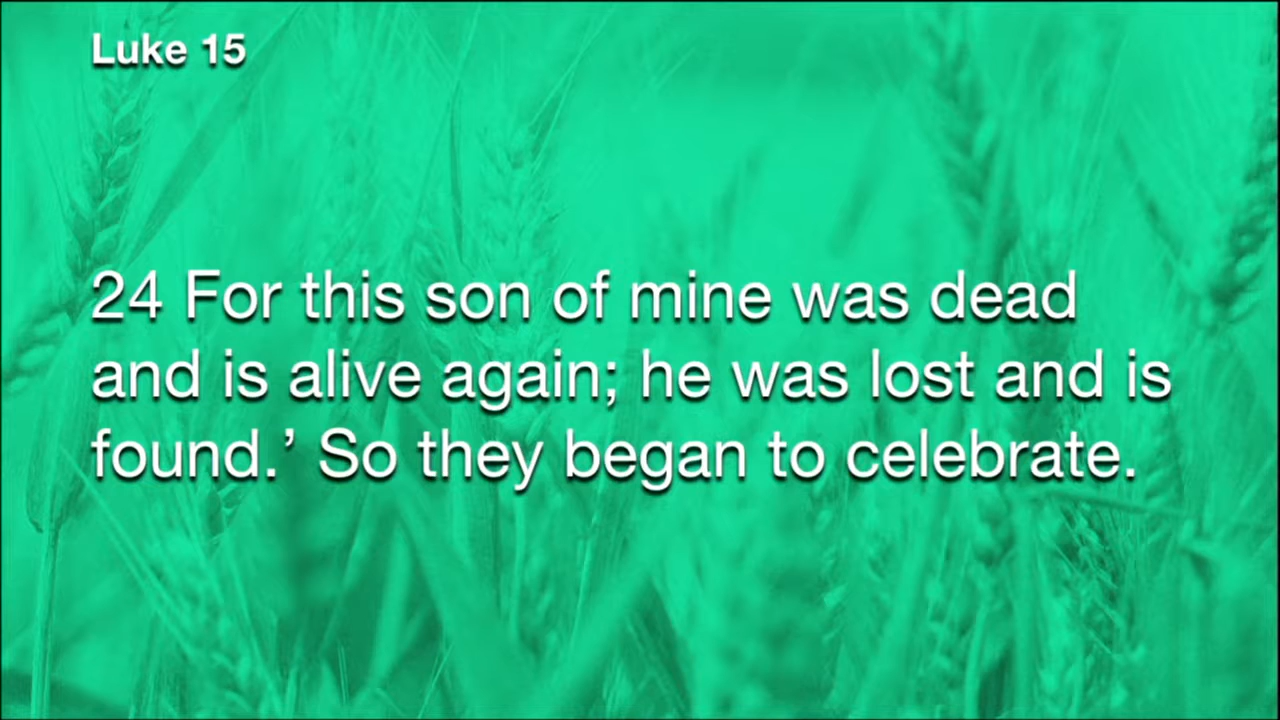 Luke 15
24 For this son of mine was dead
and is alive again; he was lost and is
found.’ So they began to celebrate.